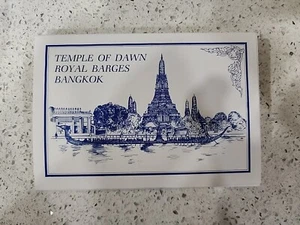 TEMPLE OF DAWN
ROYAL BARGES
BANGKOK